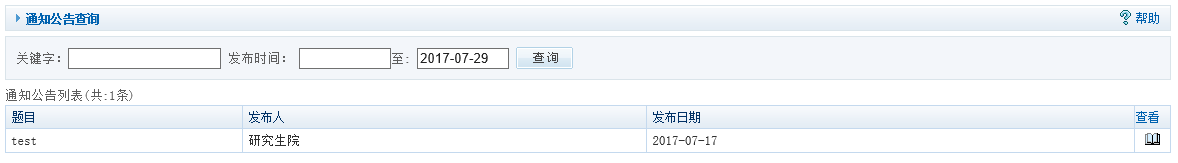 通知公告查询 帮助
关键字: 发布时间: 至: 2017-07-29 查询
通知公告列表(共:1条)
题目 发布人 发布日期 查看
test 研究生院 2017-07-17